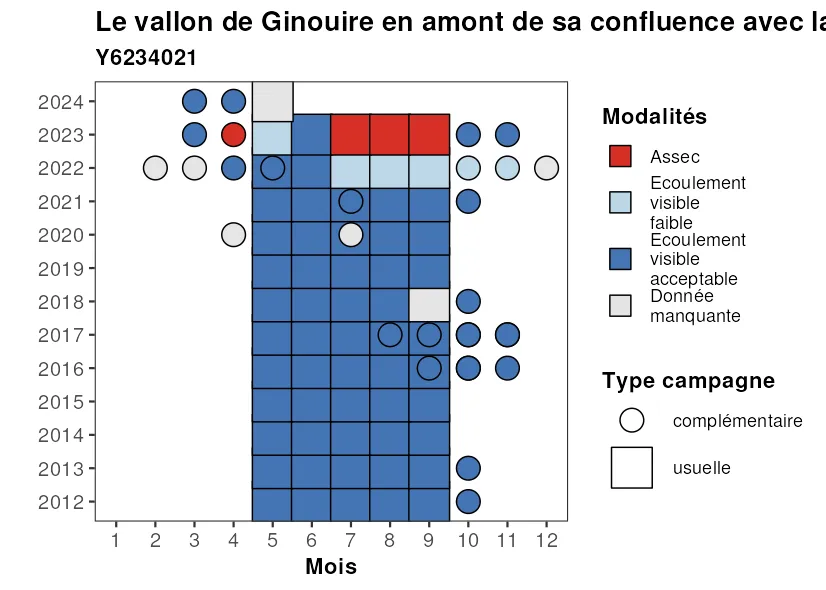 Le vallon de Ginouire en amont de sa confluence avec la
Y6234021
2024
2023
2022
2021
2020
2019
2018
2017
2016
2015
2014
2013
2012
1 2 3 4 5 6 7 8 9 10 11 12
Mois
Modalités
Assec
Ecoulement
visible
faible
Ecoulement
visible
acceptable
Donnée
manquante
Type campagne
complémentaire
usuelle